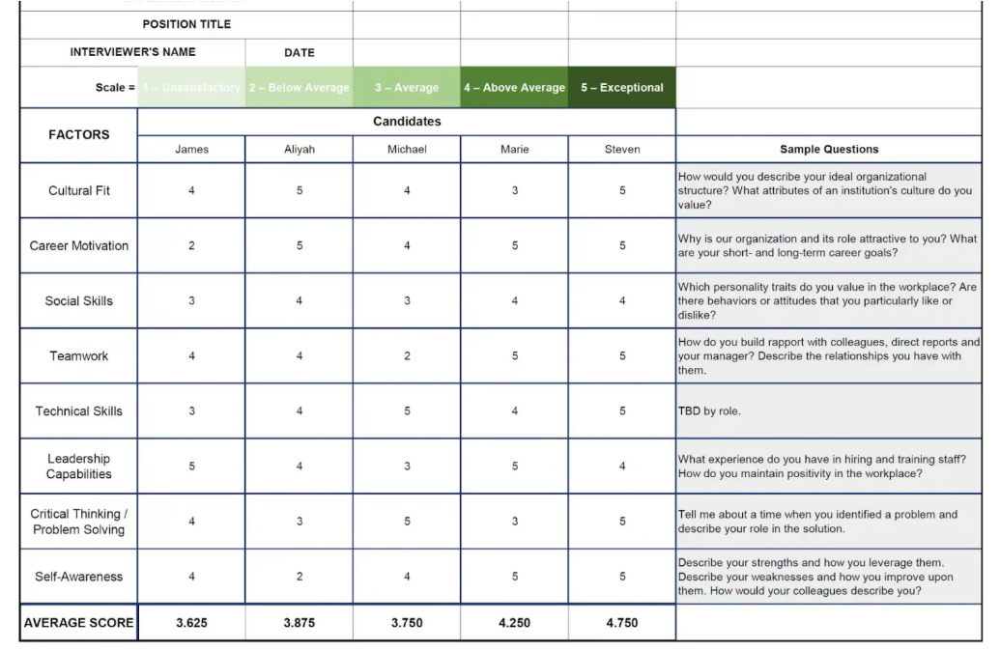 POSITION TITLE
INTERVIEWER'S NAME DATE
Scale = 1 – Unsatisfactory 2 – Below Average 3 – Average 4 – Above Average 5 – Exceptional
FACTORS
Candidates
James Aliyah Michael Marie Steven Sample Questions
Cultural Fit 4 5 4 3 5
How would you describe your ideal organizational
structure? What attributes of an institution's culture do you
value?
Career Motivation 2 5 4 5 5
Why is our organization and its role attractive to you? What
are your short- and long-term career goals?
Social Skills 3 4 3 4 4
Which personality traits do you value in the workplace? Are
there behaviors or attitudes that you particularly like or
dislike?
Teamwork 4 4 2 5 5
How do you build rapport with colleagues, direct reports and
your manager? Describe the relationships you have with
them.
Technical Skills 3 4 5 4 5
TBD by role.
Leadership
Capabilities
5 4 3 5 4
What experience do you have in hiring and training staff?
How do you maintain positivity in the workplace?
Critical Thinking /
Problem Solving
4 3 5 3 5
Tell me about a time when you identified a problem and
describe your role in the solution.
Self-Awareness 4 2 4 5 5
Describe your strengths and how you leverage them.
Describe your weaknesses and how you improve upon
them. How would your colleagues describe you?
AVERAGE SCORE 3.625 3.875 3.750 4.250 4.750